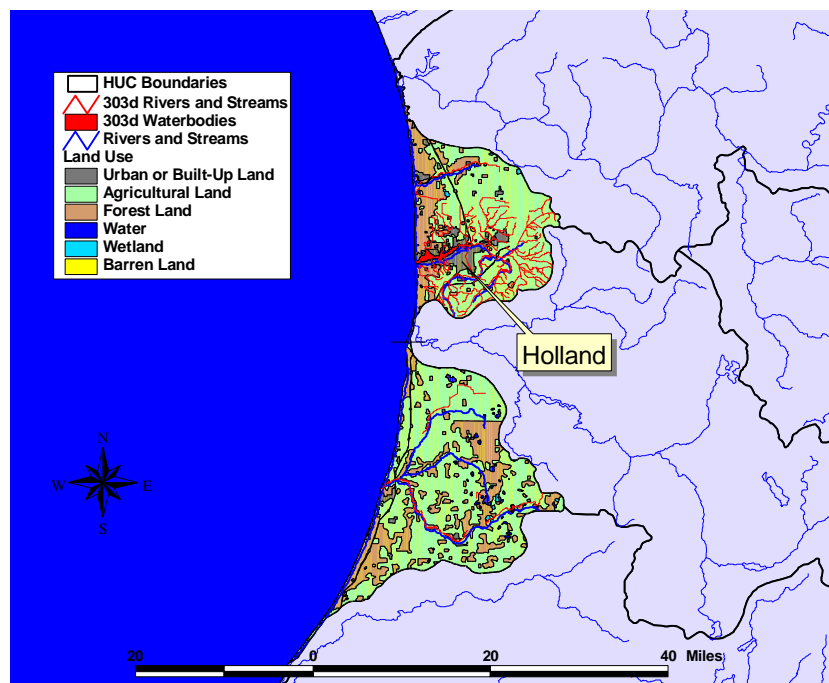 HUC Boundaries
303d Rivers and Streams
303d Waterbodies
Rivers and Streams
Land Use
Urban or Built-Up Land
Agricultural Land
Forest Land
Water
Wetland
Barren Land
Holland
N
W E
S
20 0 20 40 Miles